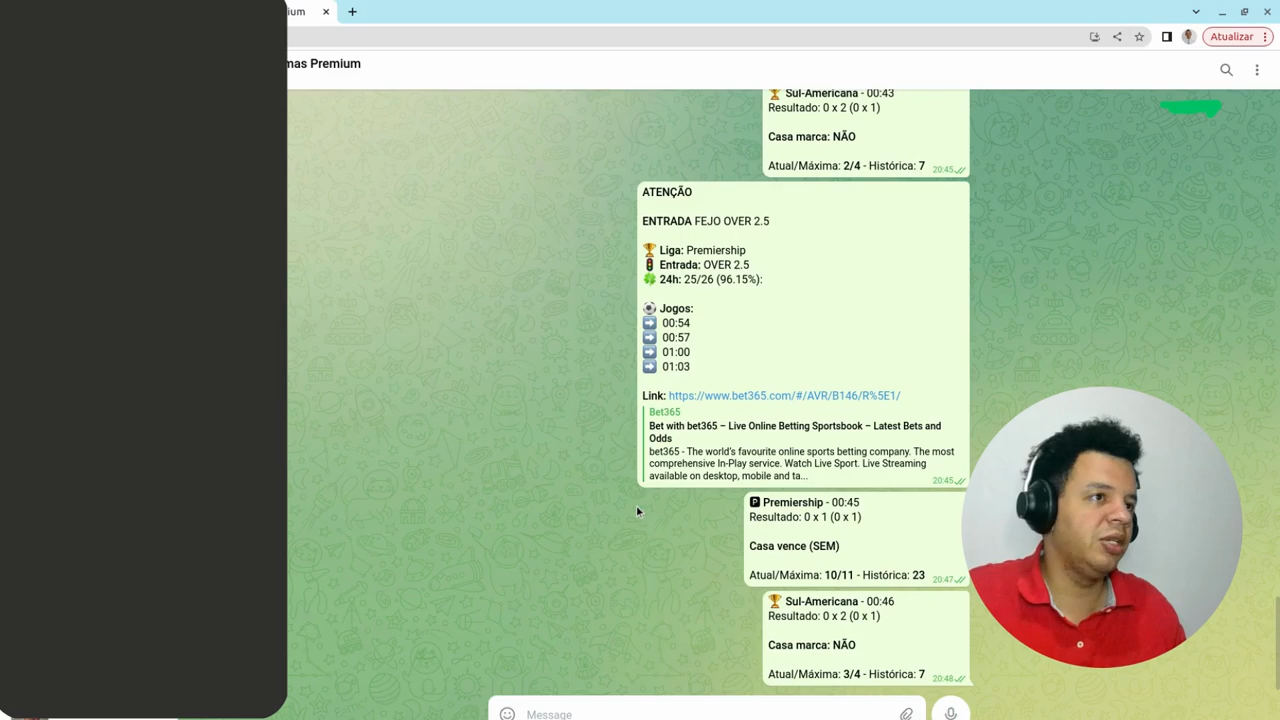 ium
Atualizar
mas Premium
Sul-Americana - 00:43
Resultado: 0 x 2 (0 x 1)
Casa marca: NÃO
Atual/Máxima: 2/4 - Histórica: 7
20:45
ATENÇÃO
ENTRADA FEJO OVER 2.5
Liga: Premiership
Entrada: OVER 2.5
24h: 25/26 (96.15%):
Jogos:
00:54
00:57
01:00
01:03
Link: https://www.bet365.com/#/AVR/B146/R%5E1/
Bet365
Bet with bet365 – Live Online Betting Sportsbook – Latest Bets and
Odds
bet365 - The world's favourite online sports betting company. The most
comprehensive In-Play service. Watch Live Sport. Live Streaming
available on desktop, mobile and ta...
20:45
P Premiership - 00:45
Resultado: 0 x 1 (0 x 1)
Casa vence (SEM)
Atual/Máxima: 10/11 - Histórica: 23
20:47
Sul-Americana - 00:46
Resultado: 0 x 2 (0 x 1)
Casa marca: NÃO
Atual/Máxima: 3/4 - Histórica: 7
20:48
Message